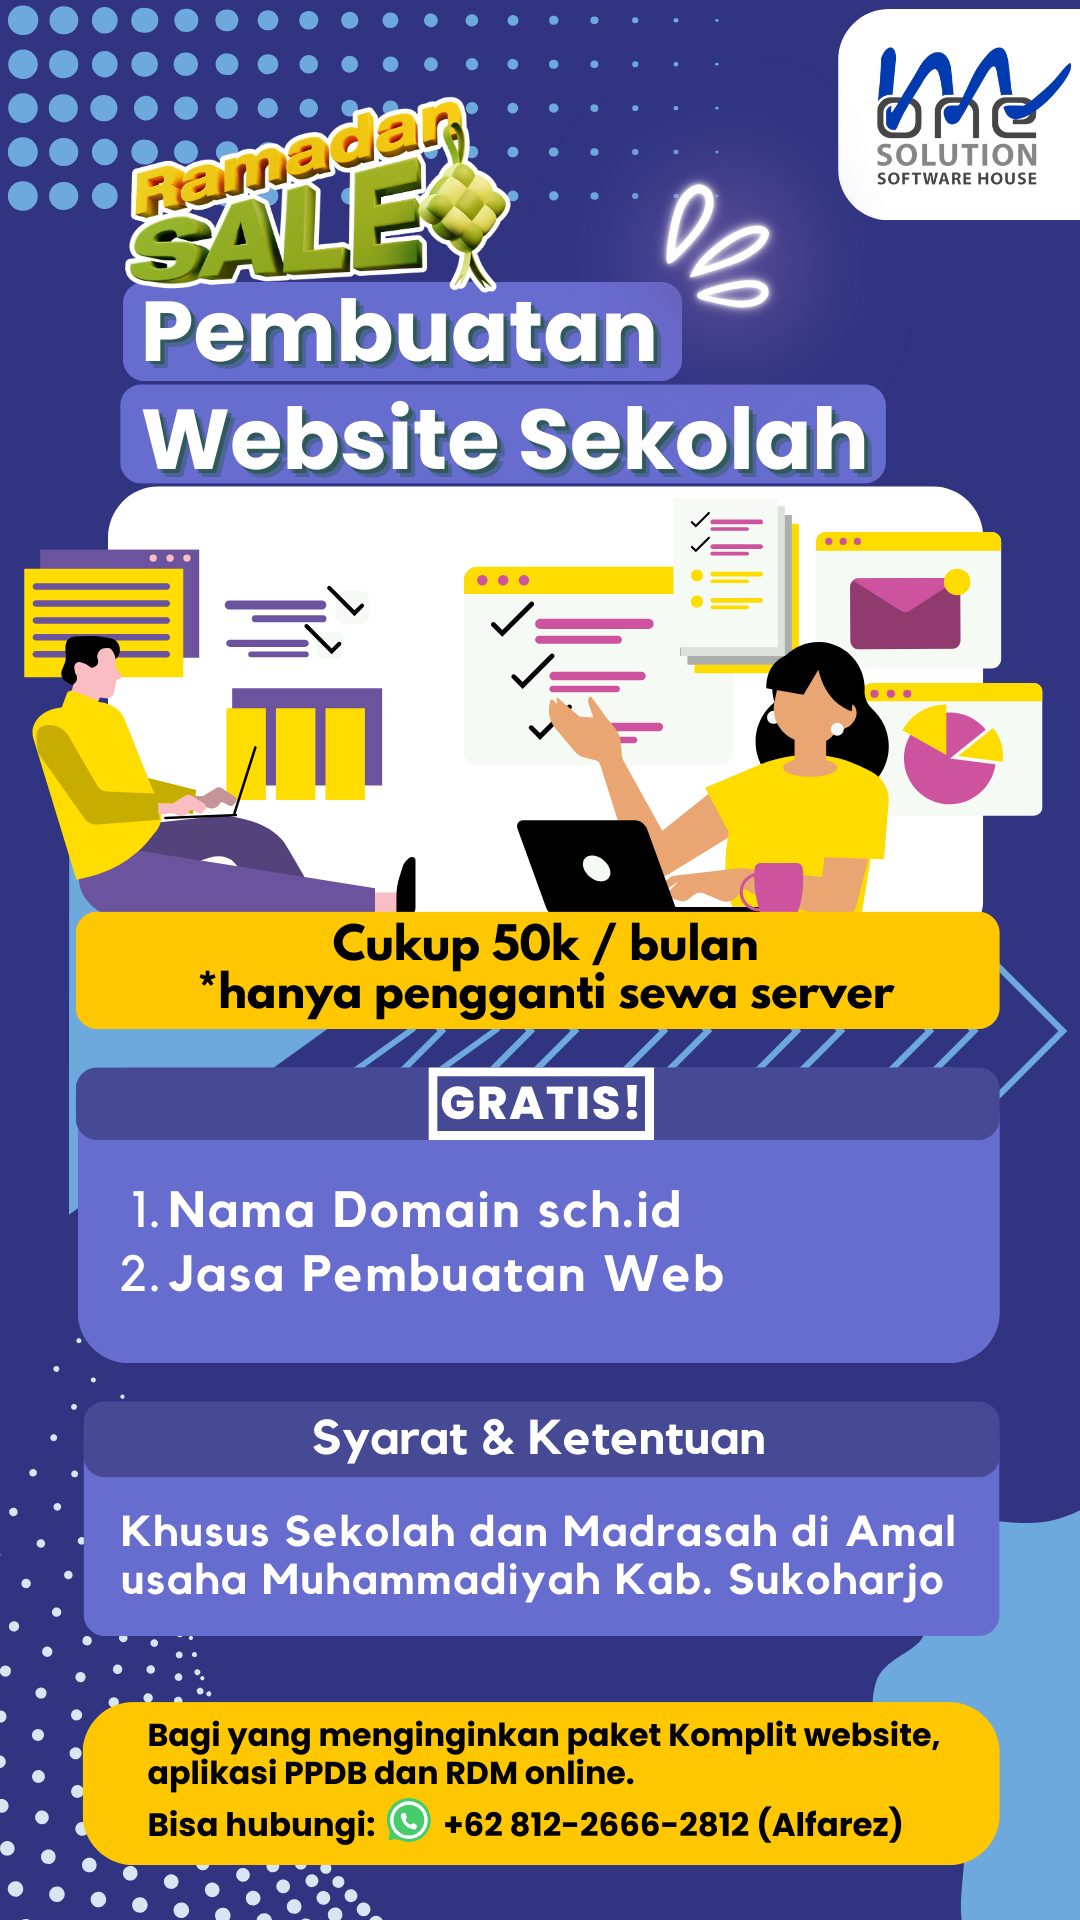 one
SOLUTION
SOFTWARE HOUSE
Ramadan
SALE
Pembuatan
Website Sekolah
Cukup 50k / bulan
*hanya pengganti sewa server
GRATIS!
1. Nama Domain sch.id
2. Jasa Pembuatan Web
Syarat & Ketentuan
Khusus Sekolah dan Madrasah di Amal
usaha Muhammadiyah Kab. Sukoharjo
Bagi yang menginginkan paket Komplit website,
aplikasi PPDB dan RDM online.
Bisa hubungi: +62 812-2666-2812 (Alfarez)